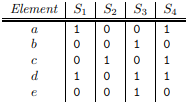 Element S₁ S₂ S₃ S₄
a 1 0 0 1
b 0 0 1 0
c 0 1 0 1
d 1 0 1 1
e 0 0 1 0